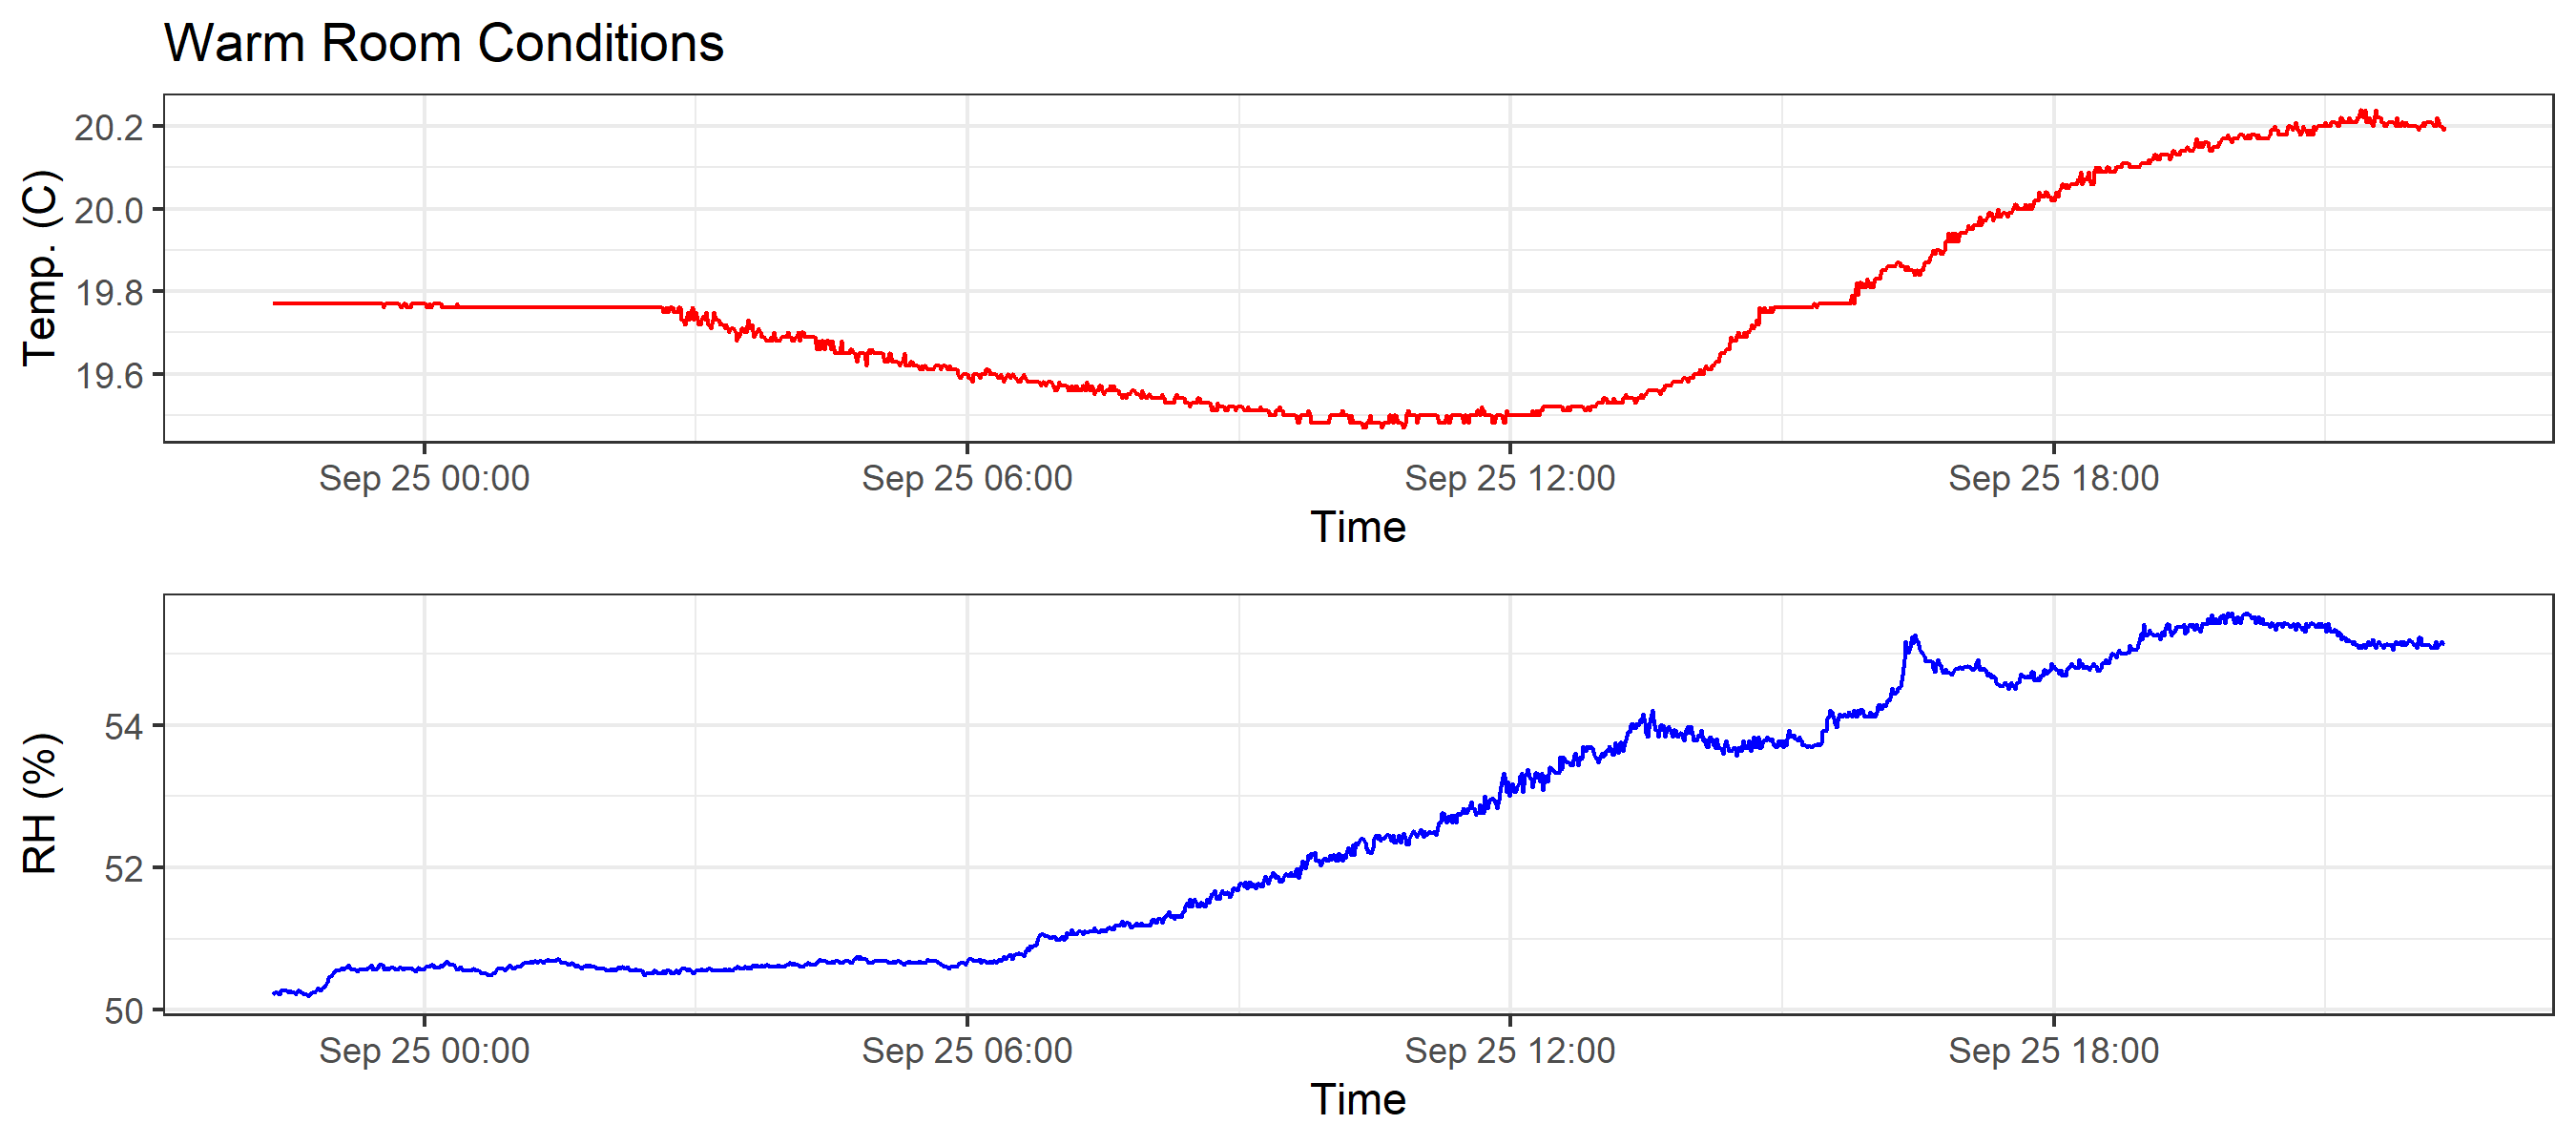 Warm Room Conditions
Temp. (C)
20.2
20.0
19.8
19.6
Sep 25 00:00 Sep 25 06:00 Sep 25 12:00 Sep 25 18:00
Time
RH (%)
54
52
50
Sep 25 00:00 Sep 25 06:00 Sep 25 12:00 Sep 25 18:00
Time